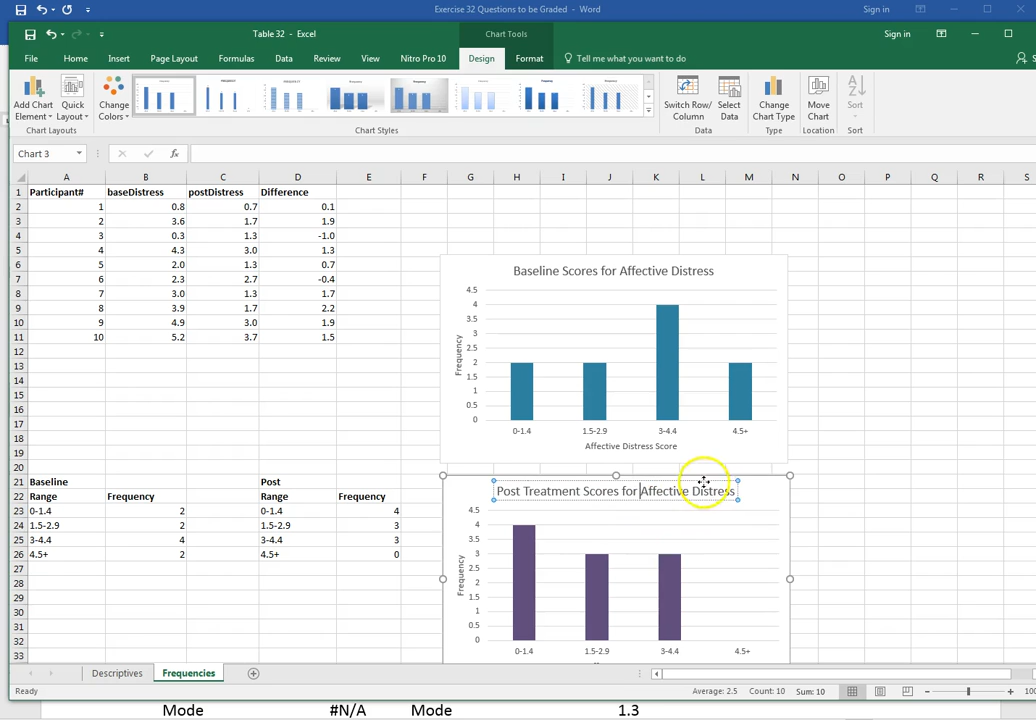 Exercise 32 Questions to be Graded - Word
Sign in
Table 32 - Excel
Chart Tools
Sign in
File Home Insert Page Layout Formulas Data Review View Nitro Pro 10 Design Format Tell me what you want to do
Add Chart Element
Quick Layout
Change Colors
Switch Row/Column
Select Data
Change Chart Type
Move Chart
Sort
Chart Layouts Chart Styles Data Type Location Sort
Chart 3 fx
A B C D E F G H I J K L M N O P Q R S
1 Participant# baseDistress postDistress Difference
2 1 0.8 0.7 0.1
3 2 3.6 1.7 1.9
4 3 0.3 1.3 -1.0
5 4 4.3 3.0 1.3
6 5 2.0 1.3 0.7
7 6 2.3 2.7 -0.4
8 7 3.0 1.3 1.7
9 8 3.9 1.7 2.2
10 9 4.9 3.0 1.9
11 10 5.2 3.7 1.5
12
13
14
15
16
17
18
19
20
21 Baseline Post
22 Range Frequency Range Frequency
23 0-1.4 2 0-1.4 4
24 1.5-2.9 2 1.5-2.9 3
25 3-4.4 4 3-4.4 3
26 4.5+ 2 4.5+ 0
27
28
29
30
31
32
33
Baseline Scores for Affective Distress
4.5
4
3.5
3
2.5
2
1.5
1
0.5
0
Frequency
0-1.4 1.5-2.9 3-4.4 4.5+
Affective Distress Score
Post Treatment Scores for Affective Distress
4.5
4
3.5
3
2.5
2
1.5
1
0.5
0
Frequency
0-1.4 1.5-2.9 3-4.4 4.5+
Descriptives Frequencies
Ready Average: 2.5 Count: 10 Sum: 10 100
Mode #N/A Mode 1.3